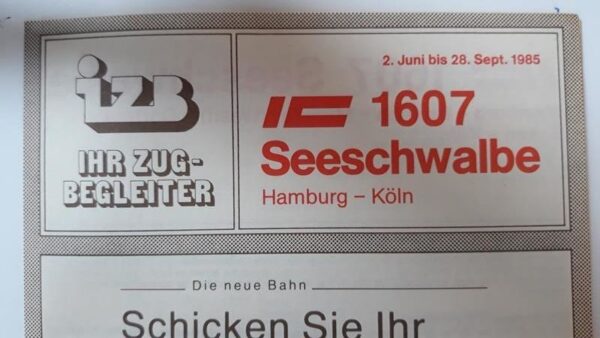 izb
IHR ZUG-
BEGLEITER
2. Juni bis 28. Sept. 1985
IC 1607
Seeschwalbe
Hamburg – Köln
Die neue Bahn
Schicken Sie Ihr